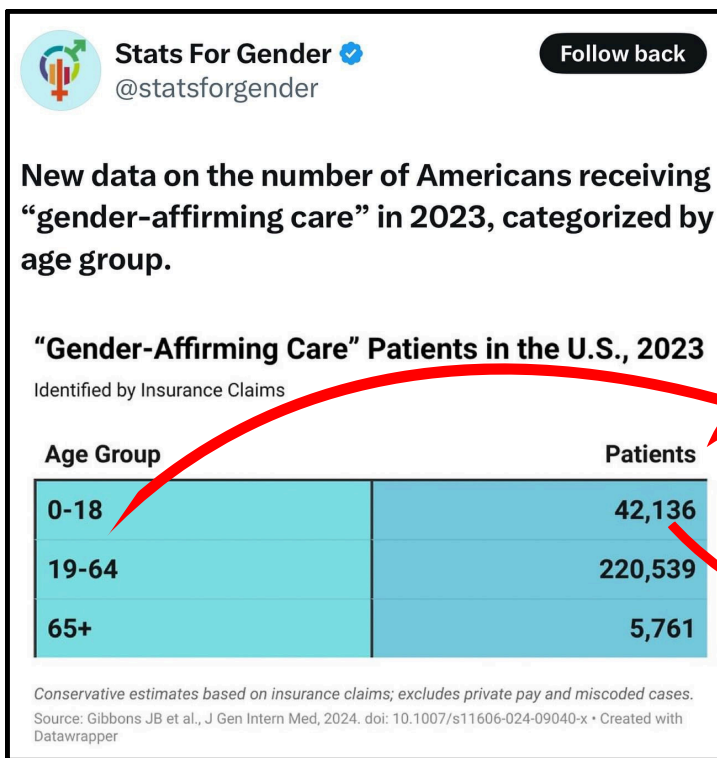 Stats For Gender
@statsforgender
Follow back
New data on the number of Americans receiving
“gender-affirming care” in 2023, categorized by
age group.
“Gender-Affirming Care” Patients in the U.S., 2023
Identified by Insurance Claims
Age Group Patients
0-18 42,136
19-64 220,539
65+ 5,761
Conservative estimates based on insurance claims; excludes private pay and miscoded cases.
Source: Gibbons JB et al., J Gen Intern Med, 2024. doi: 10.1007/s11606-024-09040-x • Created with
Datawrapper